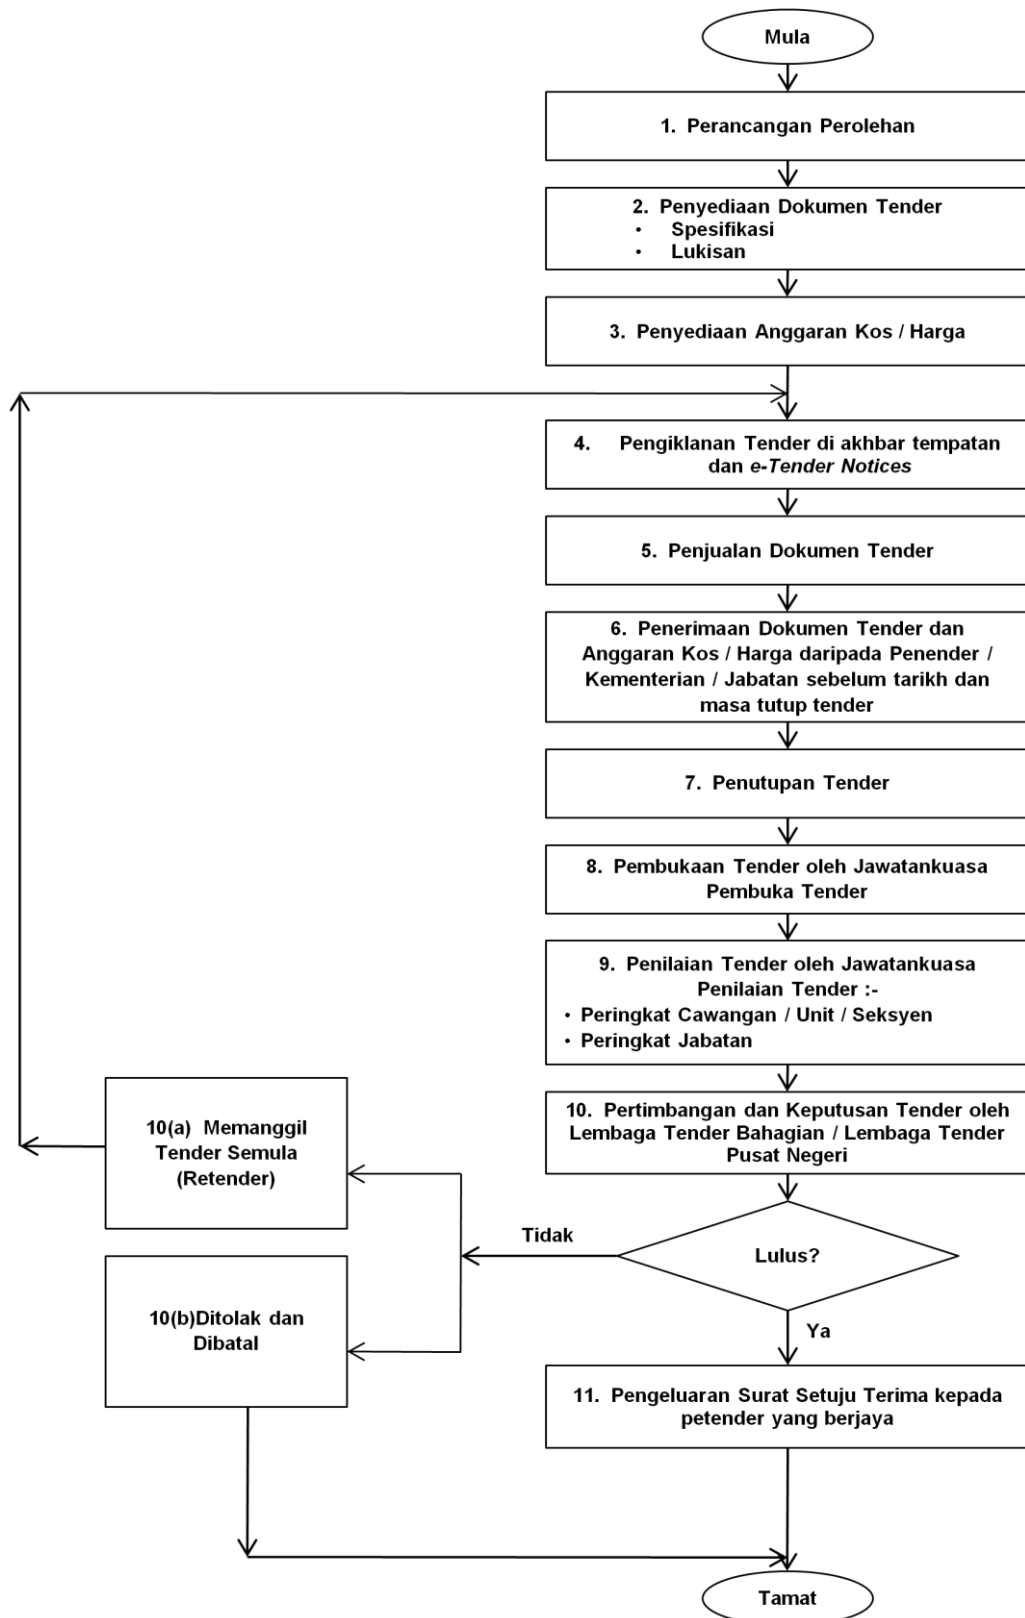 Mula
1. Perancangan Perolehan
2. Penyediaan Dokumen Tender
• Spesifikasi
• Lukisan
3. Penyediaan Anggaran Kos / Harga
4. Pengiklanan Tender di akhbar tempatan
dan e-Tender Notices
5. Penjualan Dokumen Tender
6. Penerimaan Dokumen Tender dan
Anggaran Kos / Harga daripada Penender /
Kementerian / Jabatan sebelum tarikh dan
masa tutup tender
7. Penutupan Tender
8. Pembukaan Tender oleh Jawatankuasa
Pembuka Tender
9. Penilaian Tender oleh Jawatankuasa
Penilaian Tender :-
• Peringkat Cawangan / Unit / Seksyen
• Peringkat Jabatan
10. Pertimbangan dan Keputusan Tender oleh
Lembaga Tender Bahagian / Lembaga Tender
Pusat Negeri
10(a) Memanggil
Tender Semula
(Retender)
Tidak
Lulus?
10(b)Ditolak dan
Dibatal
Ya
11. Pengeluaran Surat Setuju Terima kepada
petender yang berjaya
Tamat